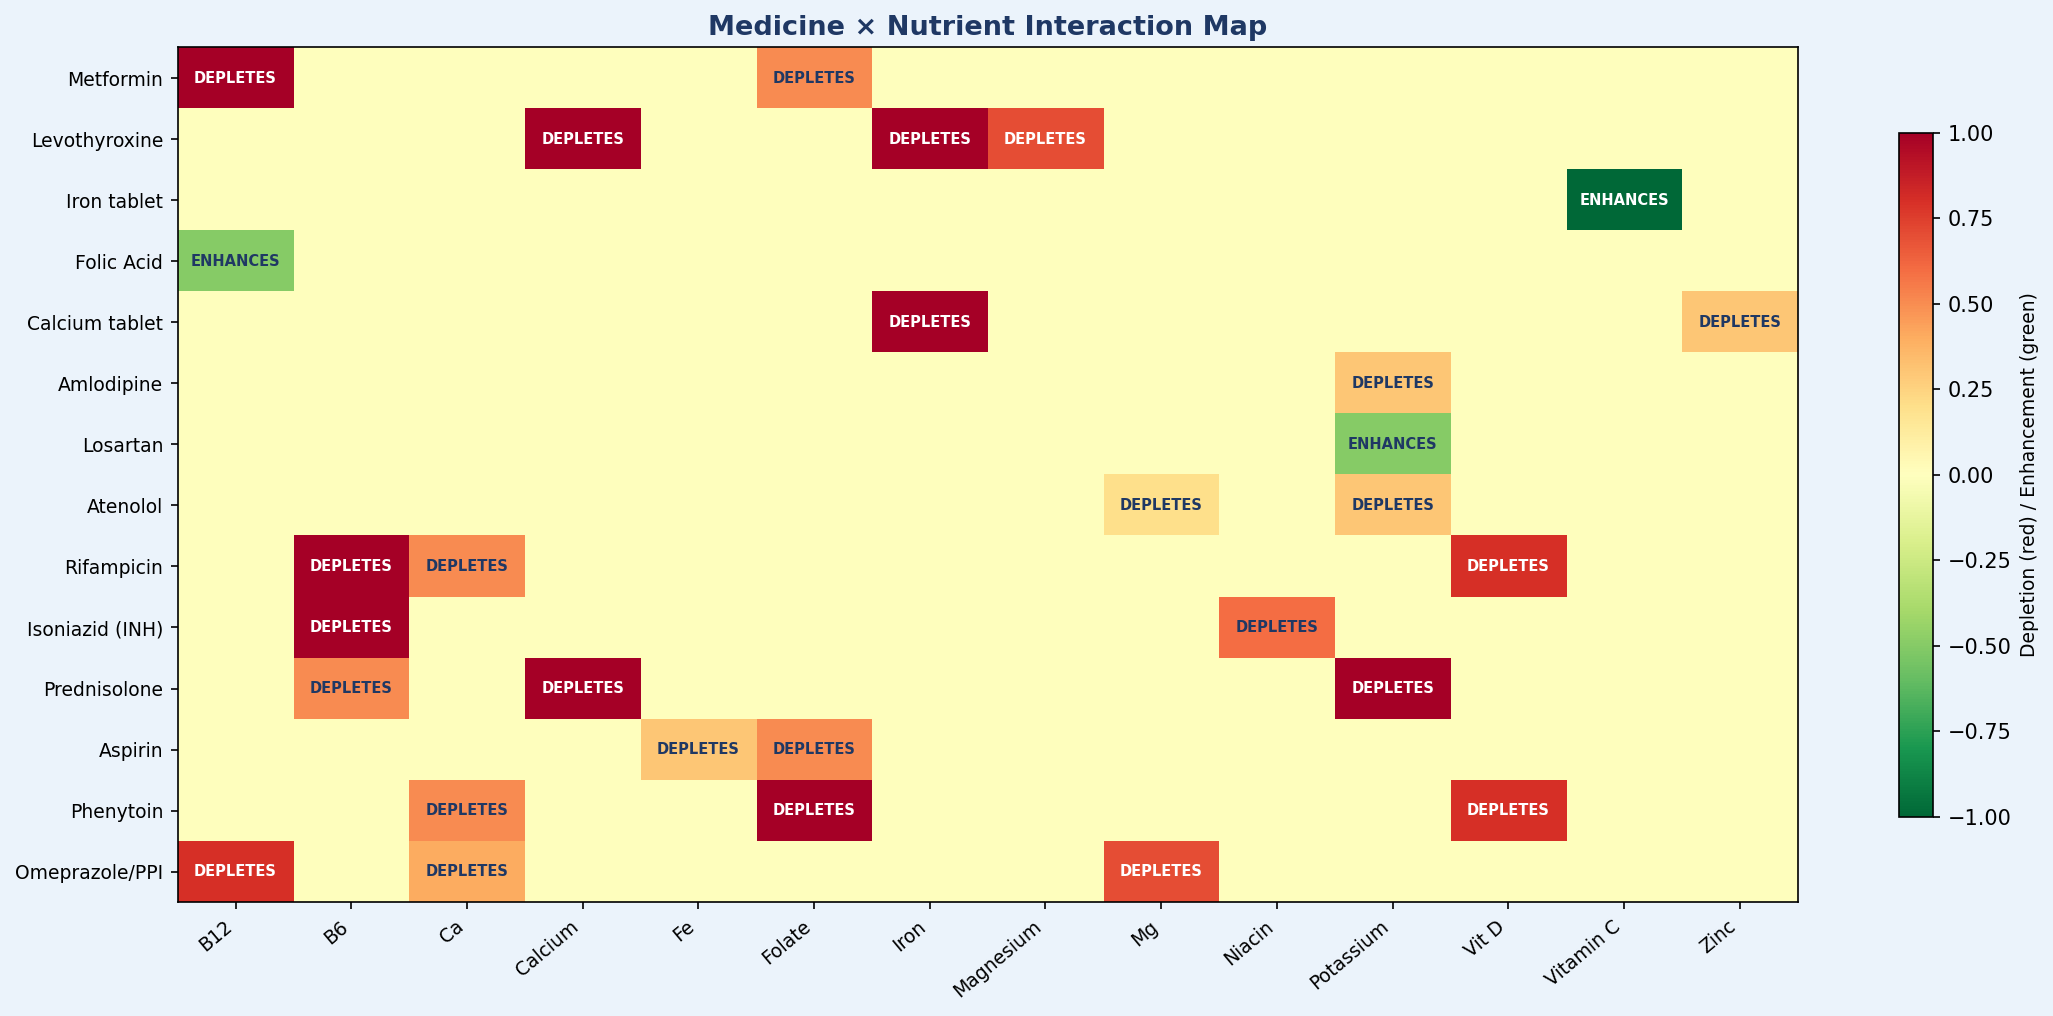 Medicine × Nutrient Interaction Map
Metformin DEPLETES DEPLETES
Levothyroxine DEPLETES DEPLETES DEPLETES
Iron tablet ENHANCES
Folic Acid ENHANCES
Calcium tablet DEPLETES DEPLETES
Amlodipine DEPLETES
Losartan ENHANCES
Atenolol DEPLETES DEPLETES
Rifampicin DEPLETES DEPLETES DEPLETES
Isoniazid (INH) DEPLETES DEPLETES
Prednisolone DEPLETES DEPLETES DEPLETES
Aspirin DEPLETES DEPLETES
Phenytoin DEPLETES DEPLETES DEPLETES
Omeprazole/PPI DEPLETES DEPLETES DEPLETES
B12 B6 Ca Calcium Fe Folate Iron Magnesium Mg Niacin Potassium Vit D Vitamin C Zinc
1.00
0.75
0.50
0.25
0.00
−0.25
−0.50
−0.75
−1.00
Depletion (red) / Enhancement (green)